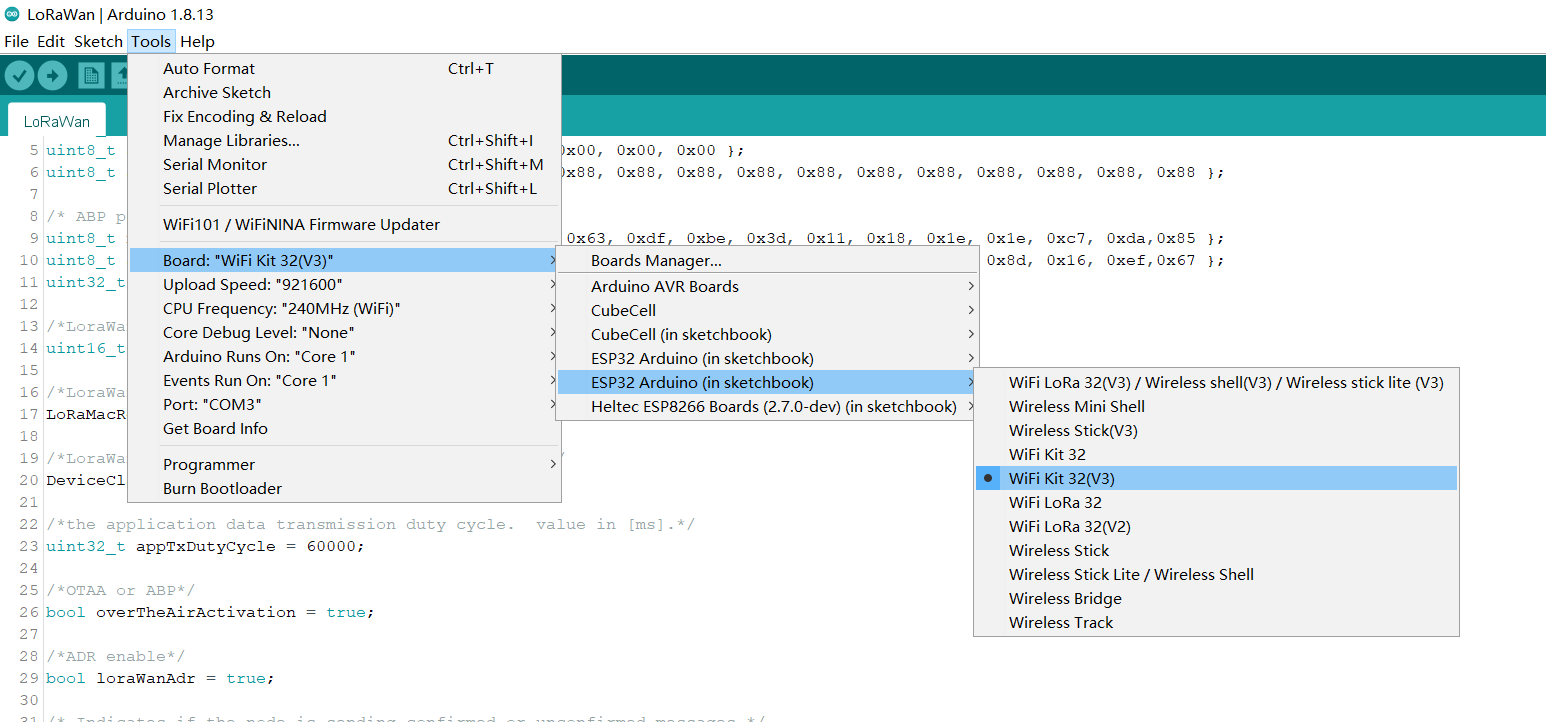 LoRaWan | Arduino 1.8.13
File Edit Sketch Tools Help
LoRaWan
Auto Format Ctrl+T
Archive Sketch
Fix Encoding & Reload
Manage Libraries... Ctrl+Shift+I
Serial Monitor Ctrl+Shift+M
Serial Plotter Ctrl+Shift+L
WiFi101 / WiFiNINA Firmware Updater
Board: "WiFi Kit 32(V3)"
Upload Speed: "921600"
CPU Frequency: "240MHz (WiFi)"
Core Debug Level: "None"
Arduino Runs On: "Core 1"
Events Run On: "Core 1"
Port: "COM3"
Get Board Info
Programmer
Burn Bootloader
Boards Manager...
Arduino AVR Boards
CubeCell
CubeCell (in sketchbook)
ESP32 Arduino (in sketchbook)
ESP32 Arduino (in sketchbook)
Heltec ESP8266 Boards (2.7.0-dev) (in sketchbook)
WiFi LoRa 32(V3) / Wireless shell(V3) / Wireless stick lite (V3)
Wireless Mini Shell
Wireless Stick(V3)
WiFi Kit 32
WiFi Kit 32(V3)
WiFi LoRa 32
WiFi LoRa 32(V2)
Wireless Stick
Wireless Stick Lite / Wireless Shell
Wireless Bridge
Wireless Track
5 uint8_t 0x00, 0x00, 0x00 };
6 uint8_t 0x88, 0x88, 0x88, 0x88, 0x88, 0x88, 0x88, 0x88, 0x88, 0x88, 0x88 };
7
8 /* ABP p
9 uint8_t 0x63, 0xdf, 0xbe, 0x3d, 0x11, 0x18, 0x1e, 0x1e, 0xc7, 0xda,0x85 };
10 uint8_t 0x8d, 0x16, 0xef,0x67 };
11 uint32_t
12
13 /*LoraWa
14 uint16_t
15
16 /*LoraWa
17 LoRaMacR
18
19 /*LoraWa /
20 DeviceCl
21
22 /*the application data transmission duty cycle.  value in [ms].*/
23 uint32_t appTxDutyCycle = 60000;
24
25 /*OTAA or ABP*/
26 bool overTheAirActivation = true;
27
28 /*ADR enable*/
29 bool loraWanAdr = true;
30
31 /* Indicates if the node is sending confirmed or unconfirmed messages */